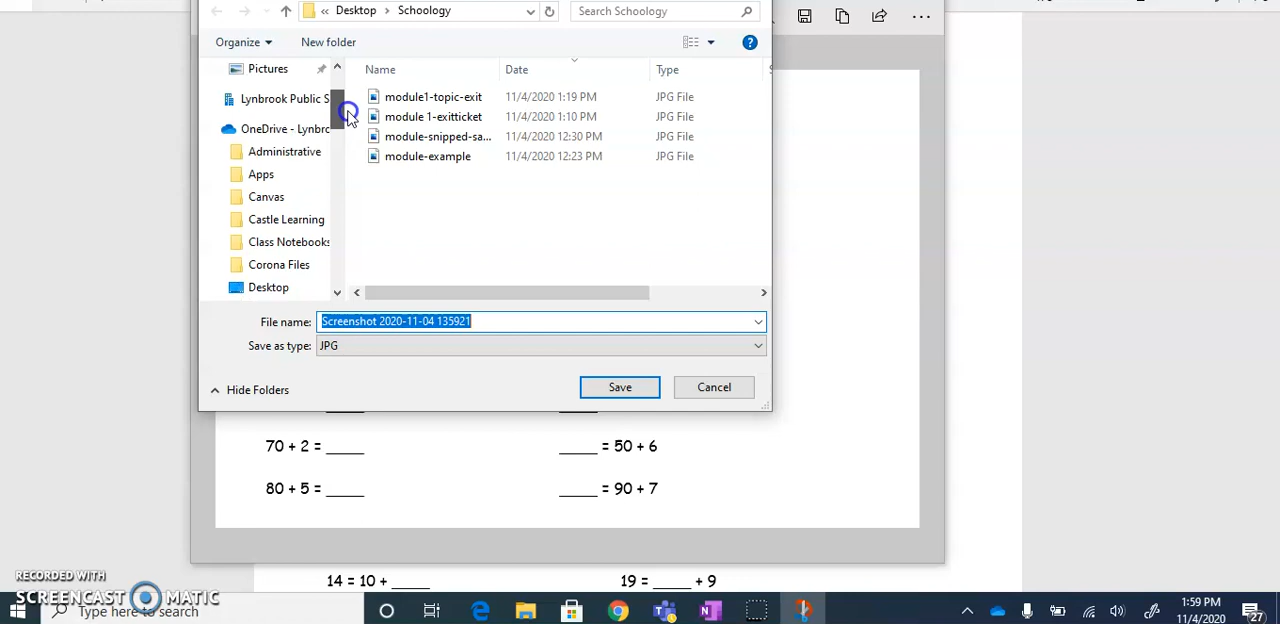 « Desktop > Schoology
Search Schoology
Organize
New folder
Name
Date
Type
Pictures
Lynbrook Public S
OneDrive - Lynbrc
Administrative
Apps
Canvas
Castle Learning
Class Notebooks
Corona Files
Desktop
module1-topic-exit 11/4/2020 1:19 PM JPG File
module 1-exitticket 11/4/2020 1:10 PM JPG File
module-snipped-sa... 11/4/2020 12:30 PM JPG File
module-example 11/4/2020 12:23 PM JPG File
File name: Screenshot 2020-11-04 135921
Save as type: JPG
Hide Folders
Save
Cancel
70 + 2 = _____ _____ = 50 + 6
80 + 5 = _____ _____ = 90 + 7
14 = 10 + _____ 19 = _____ + 9
RECORDED WITH
SCREENCAST MATIC
Type here to search
1:59 PM
11/4/2020
27